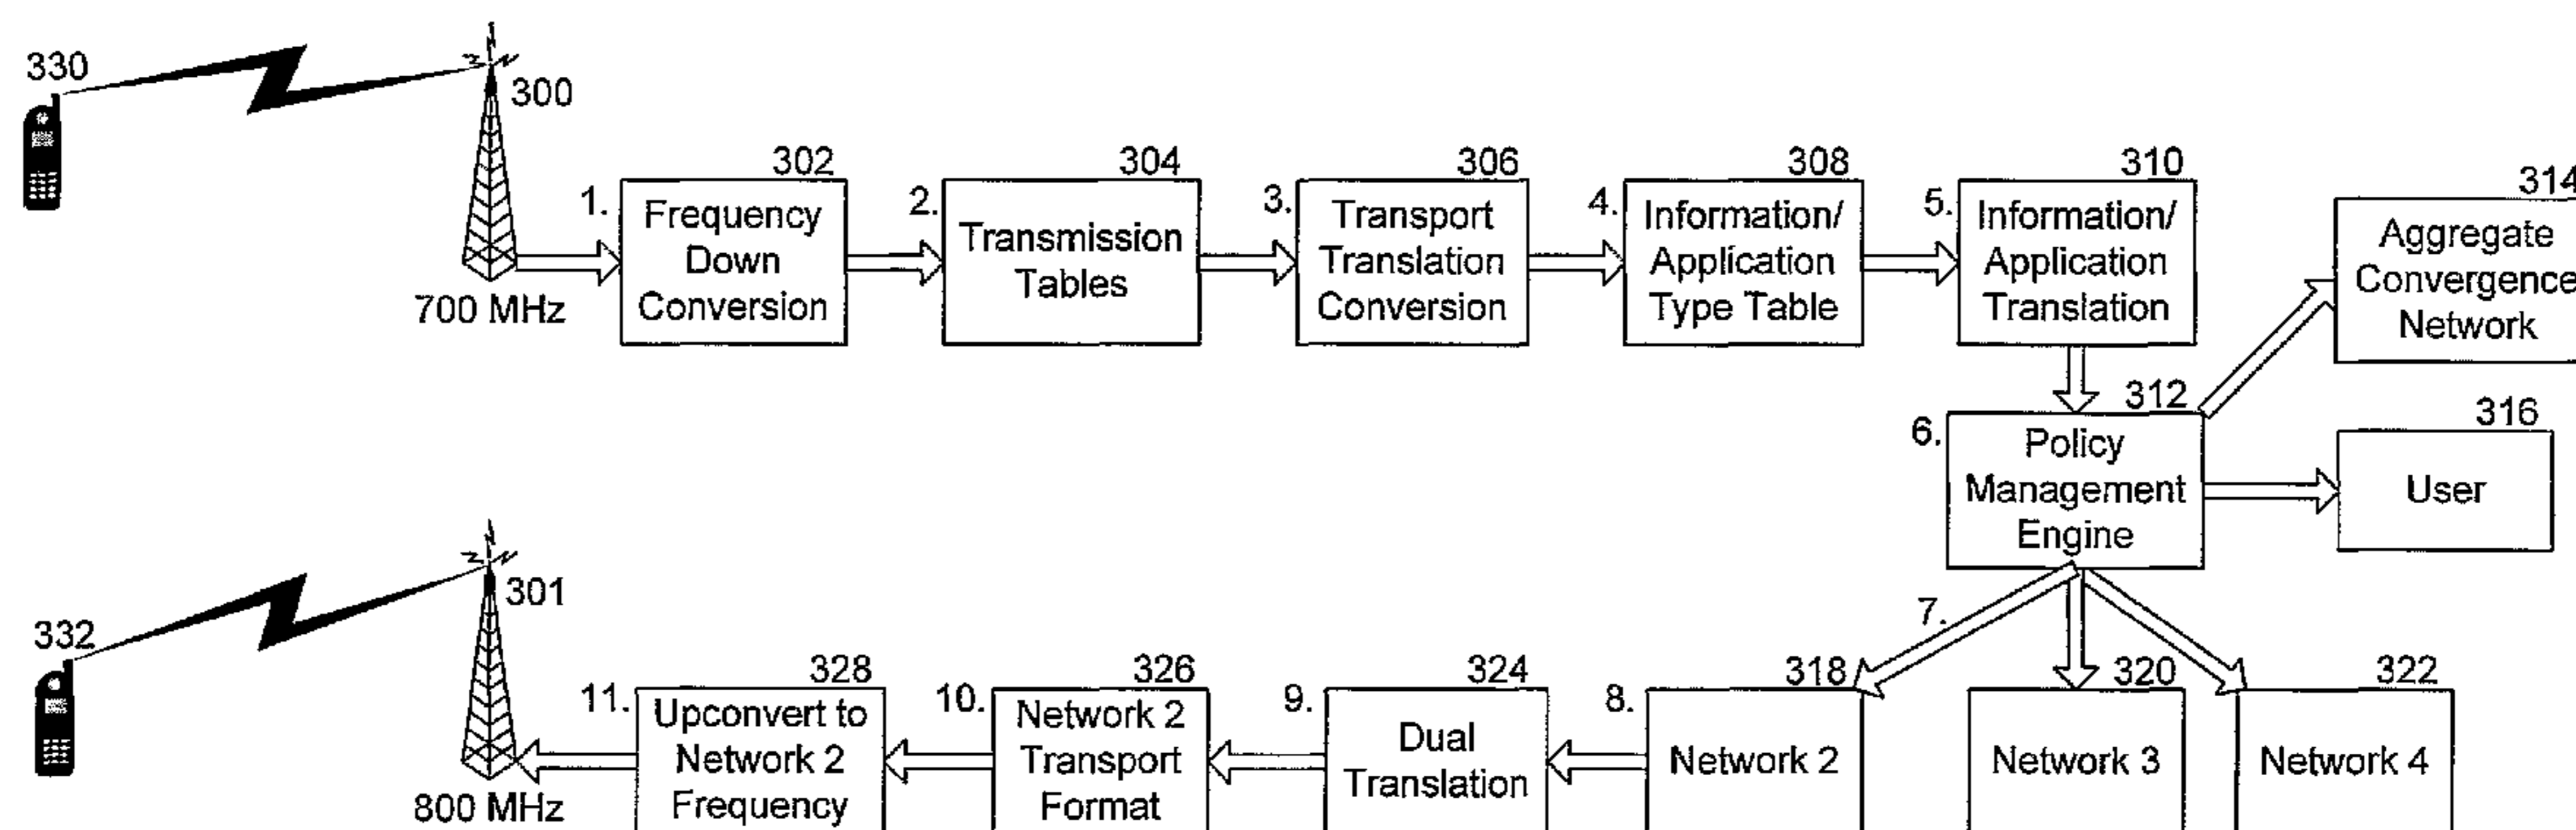 330
300
700 MHz
1.
302
Frequency
Down
Conversion
2.
304
Transmission
Tables
3.
306
Transport
Translation
Conversion
4.
308
Information/
Application
Type Table
5.
310
Information/
Application
Translation
314
Aggregate
Convergence
Network
6.
312
Policy
Management
Engine
316
User
7.
332
301
800 MHz
11.
328
Upconvert to
Network 2
Frequency
10.
326
Network 2
Transport
Format
9.
324
Dual
Translation
8.
318
Network 2
320
Network 3
322
Network 4